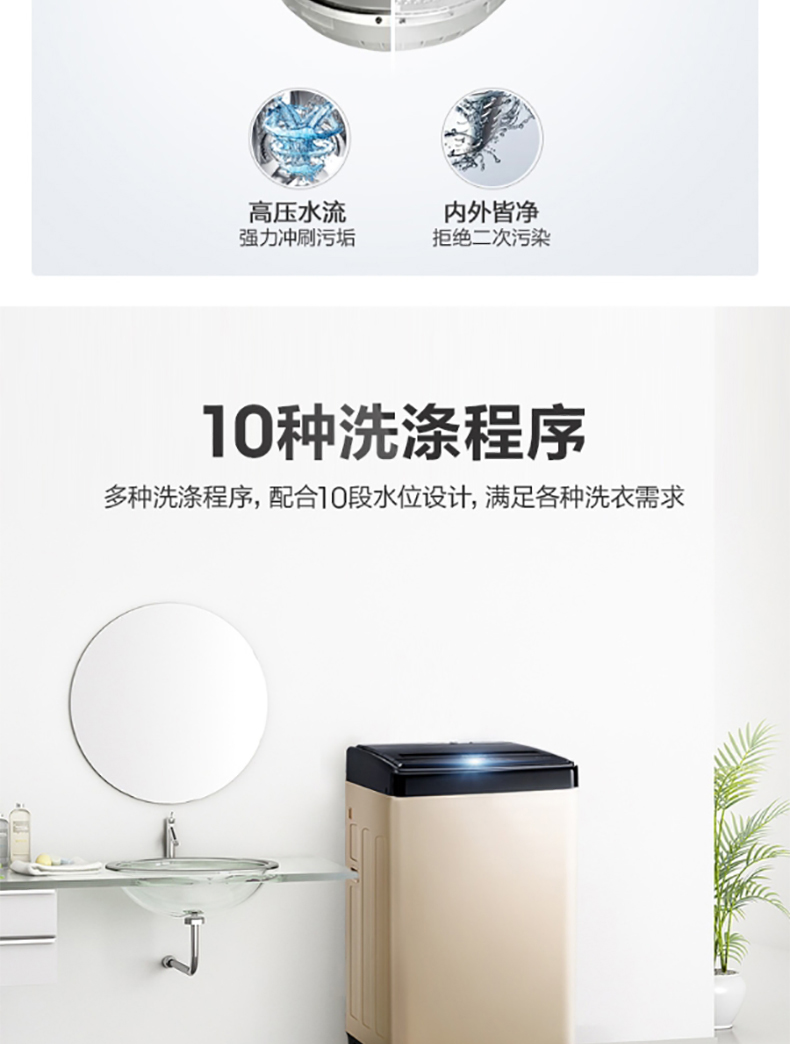 高压水流
强力冲刷污垢
内外皆净
拒绝二次污染
10种洗涤程序
多种洗涤程序, 配合10段水位设计, 满足各种洗衣需求